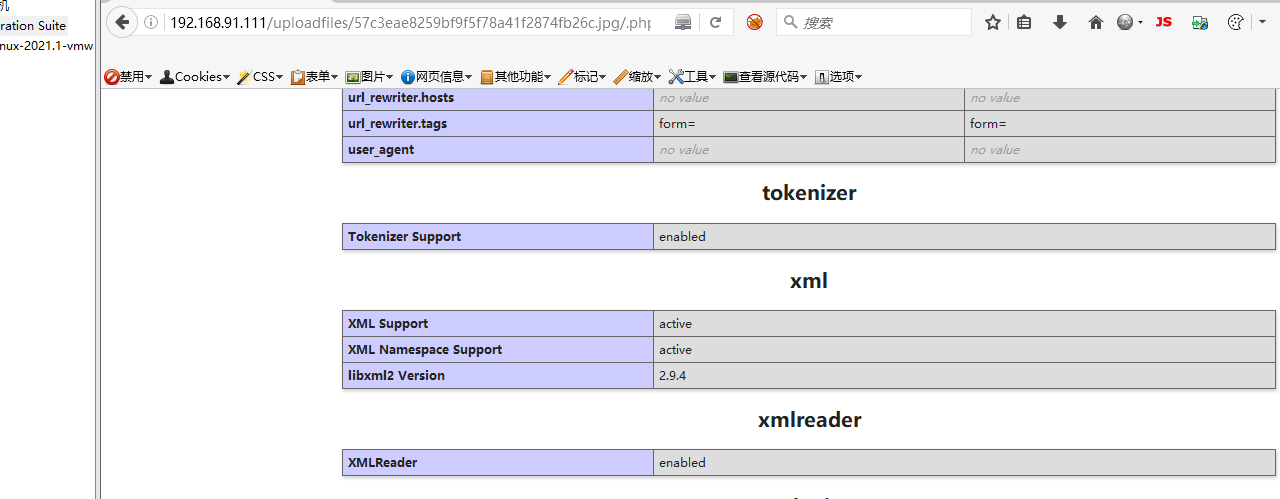 机
ration Suite
nux-2021.1-vmw
192.168.91.111/uploadfiles/57c3eae8259bf9f5f78a41f2874fb26c.jpg/.php
搜索
JS
禁用 Cookies CSS 表单 图片 网页信息 其他功能 标记 缩放 工具 查看源代码 选项
url_rewriter.hosts no value no value
url_rewriter.tags form= form=
user_agent no value no value
tokenizer
Tokenizer Support enabled
xml
XML Support active
XML Namespace Support active
libxml2 Version 2.9.4
xmlreader
XMLReader enabled